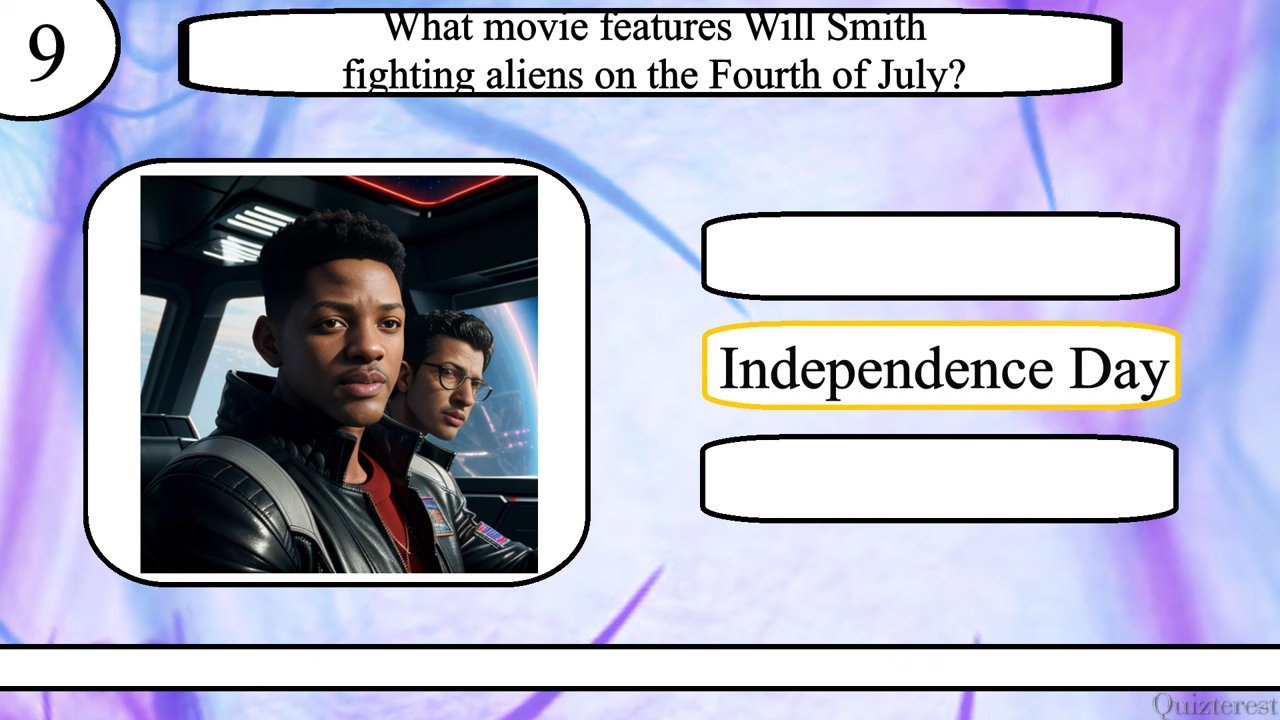 9
What movie features Will Smith
fighting aliens on the Fourth of July?
Independence Day
Quizterest